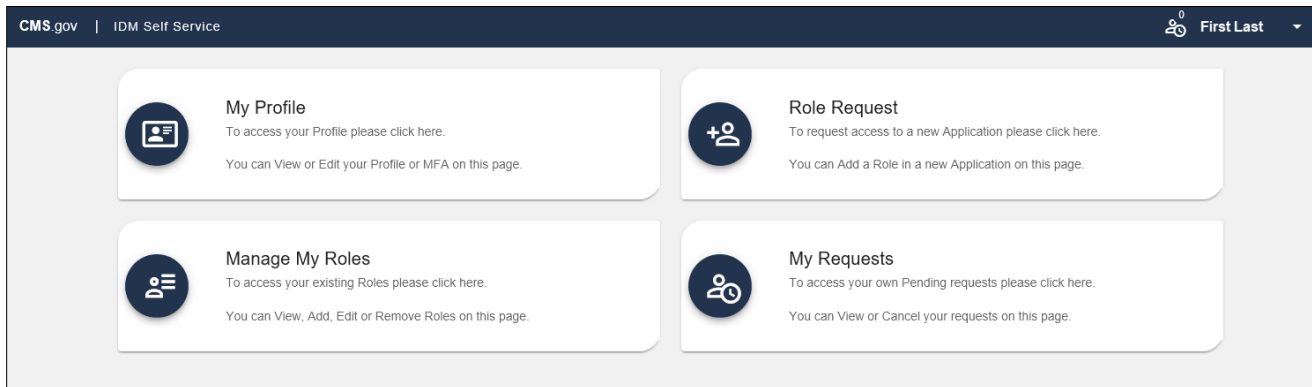 CMS.gov | IDM Self Service
0
First Last
My Profile
To access your Profile please click here.
You can View or Edit your Profile or MFA on this page.
Role Request
To request access to a new Application please click here.
You can Add a Role in a new Application on this page.
Manage My Roles
To access your existing Roles please click here.
You can View, Add, Edit or Remove Roles on this page.
My Requests
To access your own Pending requests please click here.
You can View or Cancel your requests on this page.